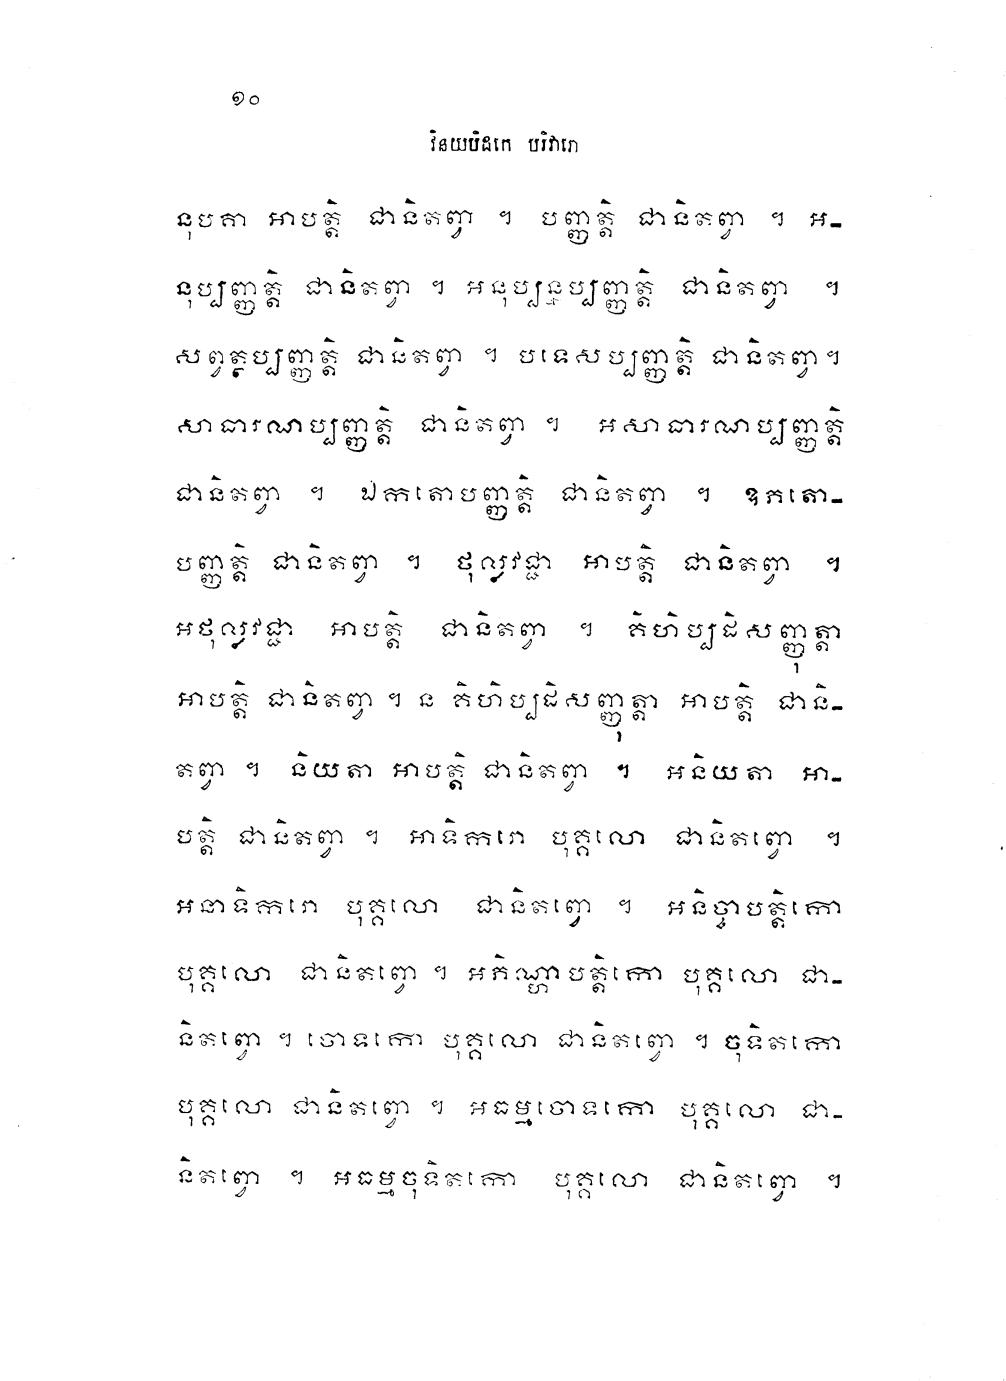 ១០
វិនយបិដកេ បរិវារោ
នុបគា អាបត្តិ ជានិតព្វា ។ បញ្ញត្តិ ជានិតព្វា ។ អ-
នុប្បញ្ញត្តិ ជានិតព្វា ។ អនុប្បន្នប្បញ្ញត្តិ ជានិតព្វា ។
សព្វត្ថប្បញ្ញត្តិ ជានិតព្វា ។ បទេសប្បញ្ញត្តិ ជានិតព្វា ។
សាធារណប្បញ្ញត្តិ ជានិតព្វា ។ អសាធារណប្បញ្ញត្តិ
ជានិតព្វា ។ ឯកតោបញ្ញត្តិ ជានិតព្វា ។ ឧភតោ-
បញ្ញត្តិ ជានិតព្វា ។ ថុល្លវជ្ជា អាបត្តិ ជានិតព្វា ។
អថុល្លវជ្ជា អាបត្តិ ជានិតព្វា ។ គិហិប្បដិសញ្ញុត្តា
អាបត្តិ ជានិតព្វា ។ ន គិហិប្បដិសញ្ញុត្តា អាបត្តិ ជានិ-
តព្វា ។ និយតា អាបត្តិ ជានិតព្វា ។ អនិយតា អា-
បត្តិ ជានិតព្វា ។ អាទិករោ បុគ្គលោ ជានិតព្វោ ។
អនាទិករោ បុគ្គលោ ជានិតព្វោ ។ អនិច្ចាបត្តិកោ
បុគ្គលោ ជានិតព្វោ ។ អភិណ្ហាបត្តិកោ បុគ្គលោ ជា-
និតព្វោ ។ ចោទកោ បុគ្គលោ ជានិតព្វោ ។ ចុទិតកោ
បុគ្គលោ ជានិតព្វោ ។ អធម្មចោទកោ បុគ្គលោ ជា-
និតព្វោ ។ អធម្មចុទិតកោ បុគ្គលោ ជានិតព្វោ ។